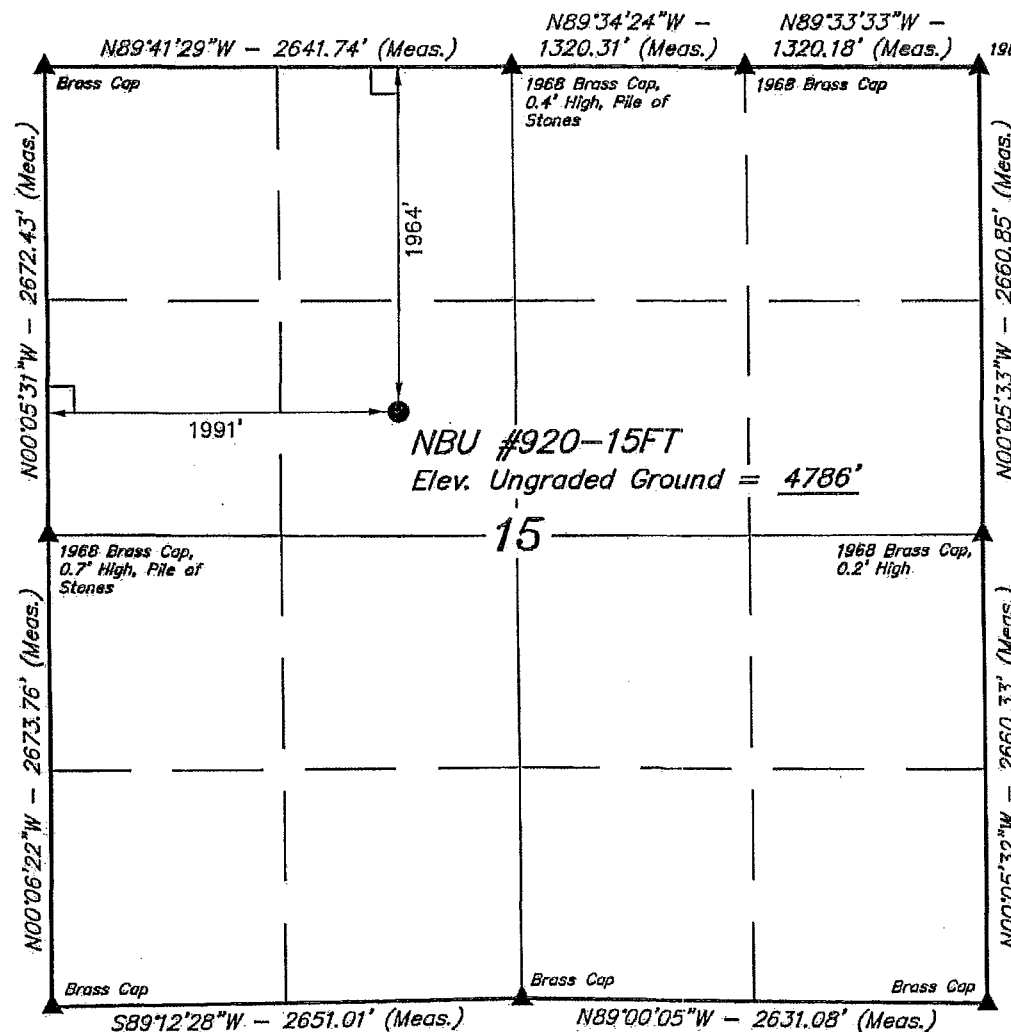 N89°41'29"W - 2641.74' (Meas.)
N89°34'24"W -
1320.31' (Meas.)
N89°33'33"W -
1320.18' (Meas.)
Brass Cap
1968 Brass Cap,
0.4' High, Pile of
Stones
1968 Brass Cap
N00°05'31"W - 2672.43' (Meas.)
1964'
N00°05'33"W - 2660.85' (Meas.)
1991'
NBU #920-15FT
Elev. Ungraded Ground = 4786'
15
1968 Brass Cap,
0.7' High, Pile of
Stones
1968 Brass Cap,
0.2' High
N00°06'22"W - 2673.76' (Meas.)
N00°05'32"W - 2660.33' (Meas.)
Brass Cap
Brass Cap
Brass Cap
S89°12'28"W - 2651.01' (Meas.)
N89°00'05"W - 2631.08' (Meas.)